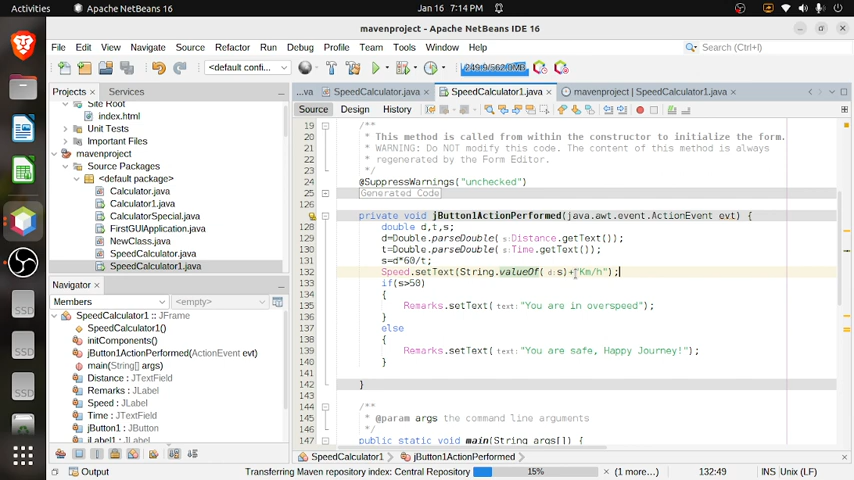 Activities
Apache NetBeans IDE 16
Jan 16 7:14 PM
mavenproject - Apache NetBeans IDE 16
File Edit View Navigate Source Refactor Run Debug Profile Team Tools Window Help
Search (Ctrl+I)
<default confi...
249.9/562.0MB
Projects
Services
...va
SpeedCalculator.java
SpeedCalculator1.java
mavenproject | SpeedCalculator1.java
Source Design History
Site Root
index.html
Unit Tests
Important Files
mavenproject
Source Packages
<default package>
Calculator.java
Calculator1.java
CalculatorSpecial.java
FirstGUIApplication.java
NewClass.java
SpeedCalculator.java
SpeedCalculator1.java
Navigator
Members
<empty>
SpeedCalculator1 :: JFrame
SpeedCalculator1()
initComponents()
jButton1ActionPerformed(ActionEvent evt)
main(String[] args)
Distance : JTextField
Remarks : JLabel
Speed : JLabel
Time : JTextField
jButton1 : JButton
jLabel1 : JLabel
19 /**
20 * This method is called from within the constructor to initialize the form.
21 * WARNING: Do NOT modify this code. The content of this method is always
22 * regenerated by the Form Editor.
23 */
24 @SuppressWarnings("unchecked")
25 Generated Code
126
private void jButton1ActionPerformed(java.awt.event.ActionEvent evt) {
128 double d,t,s;
129 d=Double.parseDouble(s:Distance.getText());
130 t=Double.parseDouble(s:Time.getText());
131 s=d*60/t;
132 Speed.setText(String.valueOf(d:s)+"Km/h");
133 if(s>50)
134 {
135 Remarks.setText(text:"You are in overspeed");
136 }
137 else
138 {
139 Remarks.setText(text:"You are safe, Happy Journey!");
140 }
141
142 }
143
144 /**
145 * @param args the command line arguments
146 */
147 public static void main(String args[]) {
SpeedCalculator1
jButton1ActionPerformed
Output
Transferring Maven repository index: Central Repository
15%
(1 more...)
132:49
INS
Unix (LF)
SSD
SSD
SSD